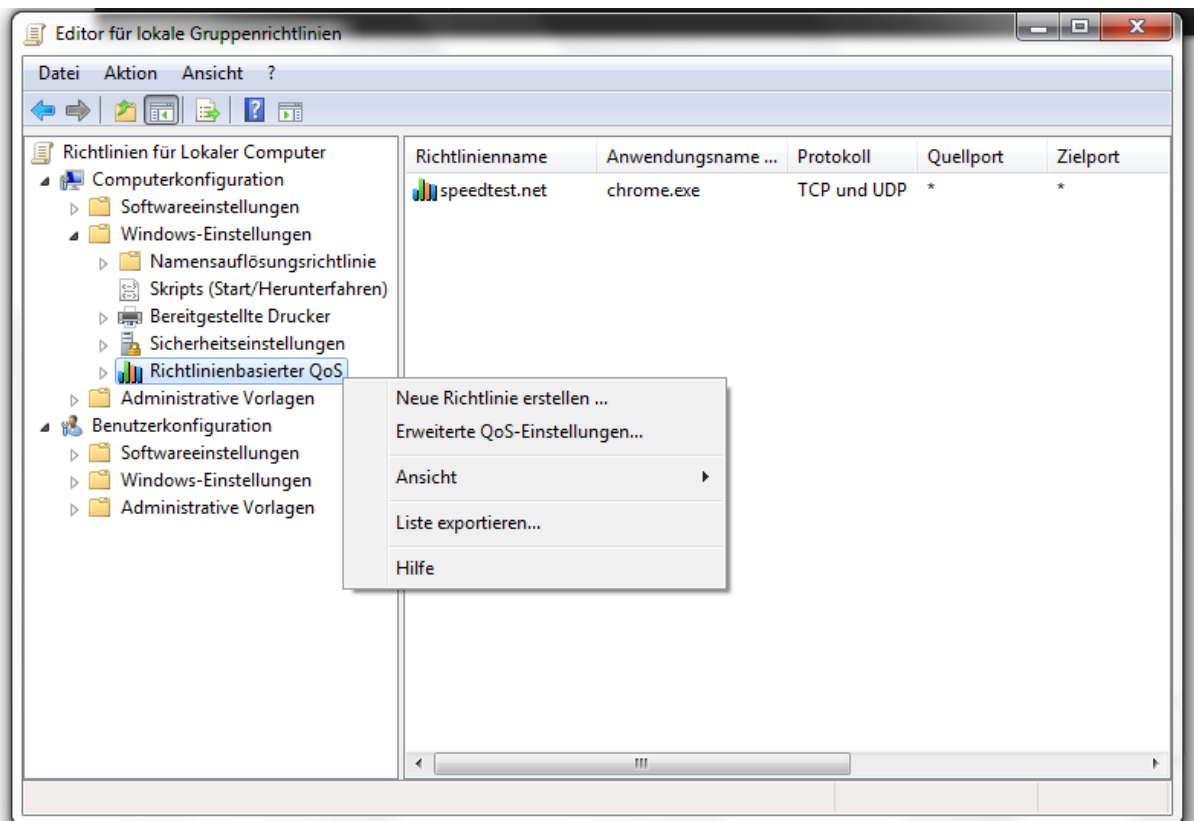 Editor für lokale Gruppenrichtlinien
Datei Aktion Ansicht ?
Richtlinien für Lokaler Computer
Computerkonfiguration
Softwareeinstellungen
Windows-Einstellungen
Namensauflösungsrichtlinie
Skripts (Start/Herunterfahren)
Bereitgestellte Drucker
Sicherheitseinstellungen
Richtlinienbasierter QoS
Administrative Vorlagen
Benutzerkonfiguration
Softwareeinstellungen
Windows-Einstellungen
Administrative Vorlagen
Richtlinienname Anwendungsname ... Protokoll Quellport Zielport
speedtest.net chrome.exe TCP und UDP * *
Neue Richtlinie erstellen ...
Erweiterte QoS-Einstellungen...
Ansicht
Liste exportieren...
Hilfe